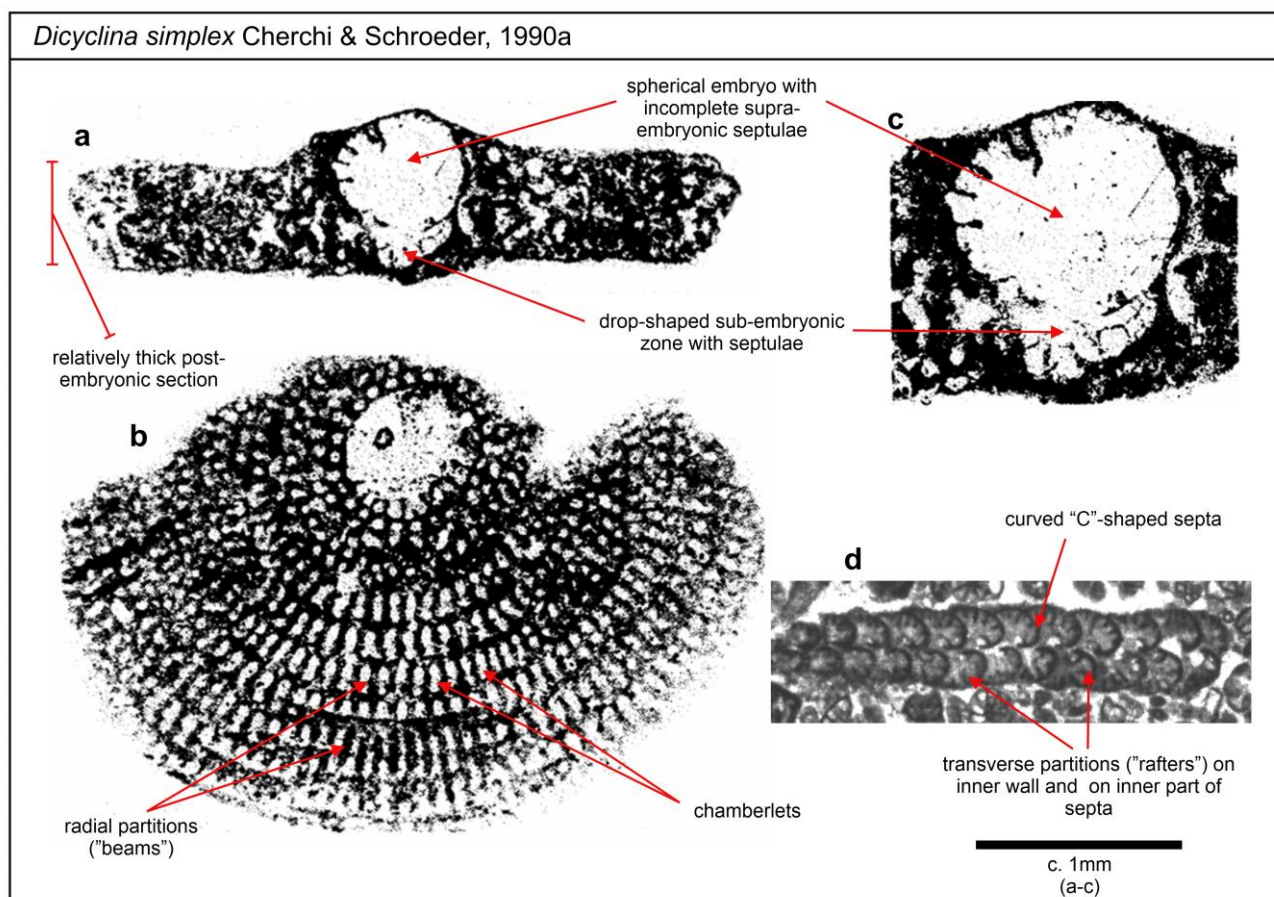 Dicyclina simplex Cherchi & Schroeder, 1990a
a
spherical embryo with
incomplete supra-
embryonic septulae
c
drop-shaped sub-embryonic
zone with septulae
relatively thick post-
embryonic section
b
curved “C”-shaped septa
d
transverse partitions (”rafters”) on
inner wall and  on inner part of
septa
chamberlets
radial partitions
(”beams”)
c. 1mm
(a-c)